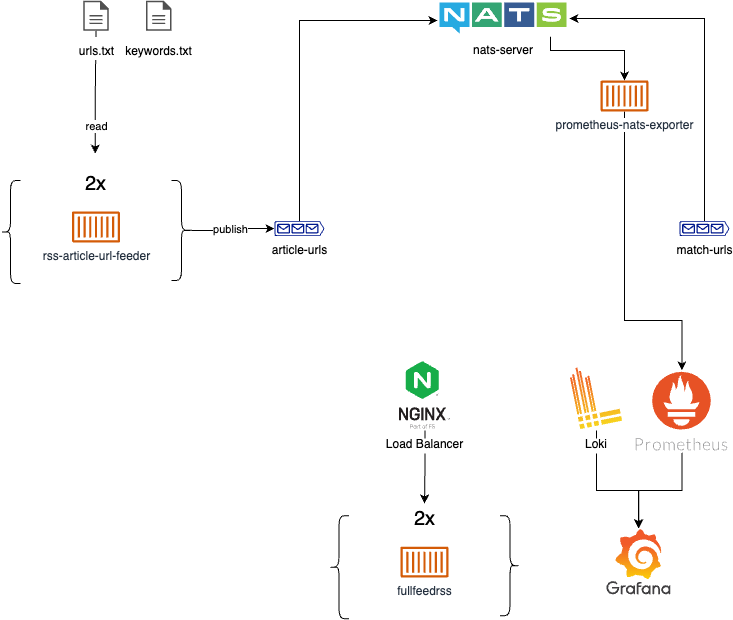 NATS
urls.txt
keywords.txt
nats-server
read
prometheus-nats-exporter
2x
rss-article-url-feeder
publish
article-urls
match-urls
N
NGINX
Part of F5
Load Balancer
Loki
Prometheus
2x
fullfeedrss
Grafana